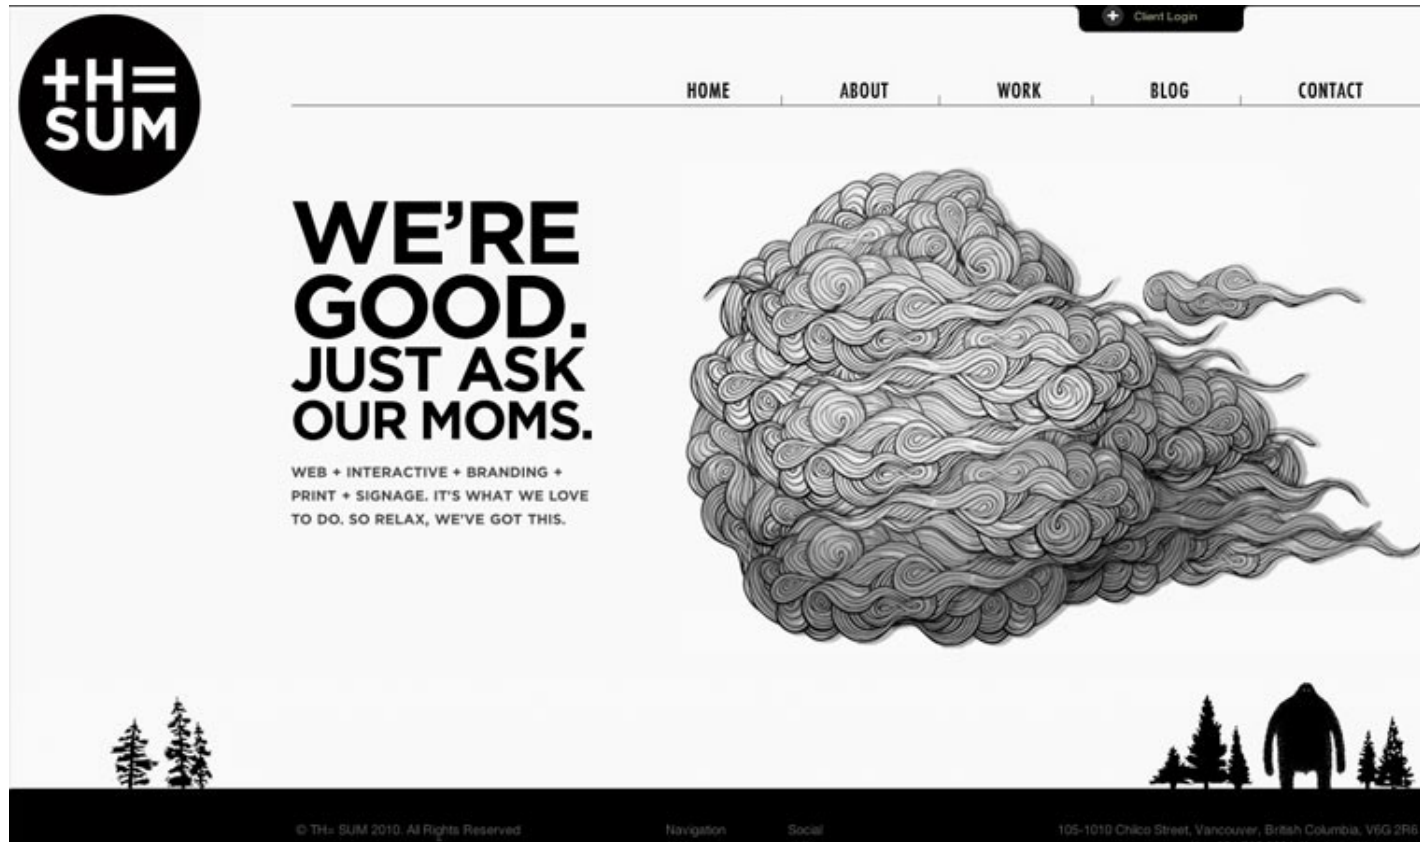 Client Login
+H=
SUM
HOME ABOUT WORK BLOG CONTACT
WE'RE
GOOD.
JUST ASK
OUR MOMS.
WEB + INTERACTIVE + BRANDING +
PRINT + SIGNAGE. IT'S WHAT WE LOVE
TO DO. SO RELAX, WE'VE GOT THIS.
© TH= SUM 2010. All Rights Reserved Navigation Social 105-1010 Chilco Street, Vancouver, British Columbia, V6G 2R6